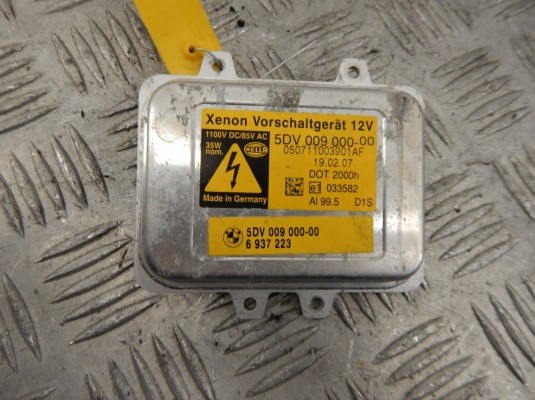 Xenon Vorschaltgerät 12V
1100V DC/85V AC
35W
nom.
HELLA
Made in Germany
5DV 009 000-00
050711003901AF
19.02.07
DOT 2000h
e1 033582
Al 99.5 D1S
5DV 009 000-00
6 937 223